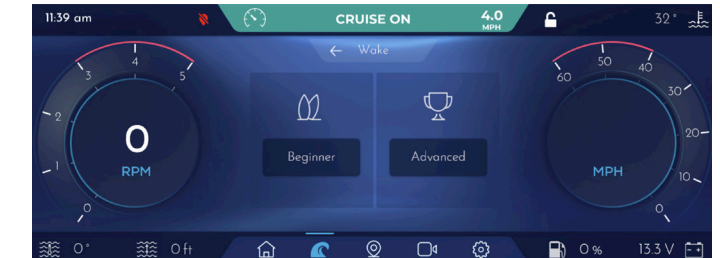 11:39 am
CRUISE ON
4.0
MPH
32°
Wake
3
4
5
2
1
0
0
RPM
Beginner
Advanced
60
50
40
30
20
10
0
MPH
0°
0 ft
0 %
13.3 V